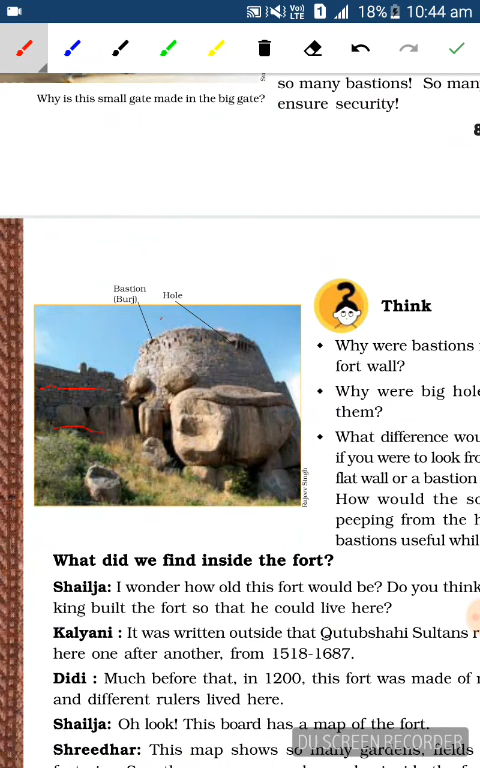 Vo)) LTE 1 18% 10:44 am
so many bastions! So man
Why is this small gate made in the big gate?
ensure security!
8
Bastion
(Burj)
Hole
Think
Why were bastions
fort wall?
Why were big hol
them?
What difference wou
if you were to look fro
flat wall or a bastion
How would the so
peeping from the h
bastions useful whil
Rajeev Singh
What did we find inside the fort?
Shailja: I wonder how old this fort would be? Do you think
king built the fort so that he could live here?
Kalyani : It was written outside that Qutubshahi Sultans r
here one after another, from 1518-1687.
Didi : Much before that, in 1200, this fort was made of
and different rulers lived here.
Shailja: Oh look! This board has a map of the fort.
Shreedhar: This map shows so many gardens, fields
DU SCREEN RECORDER